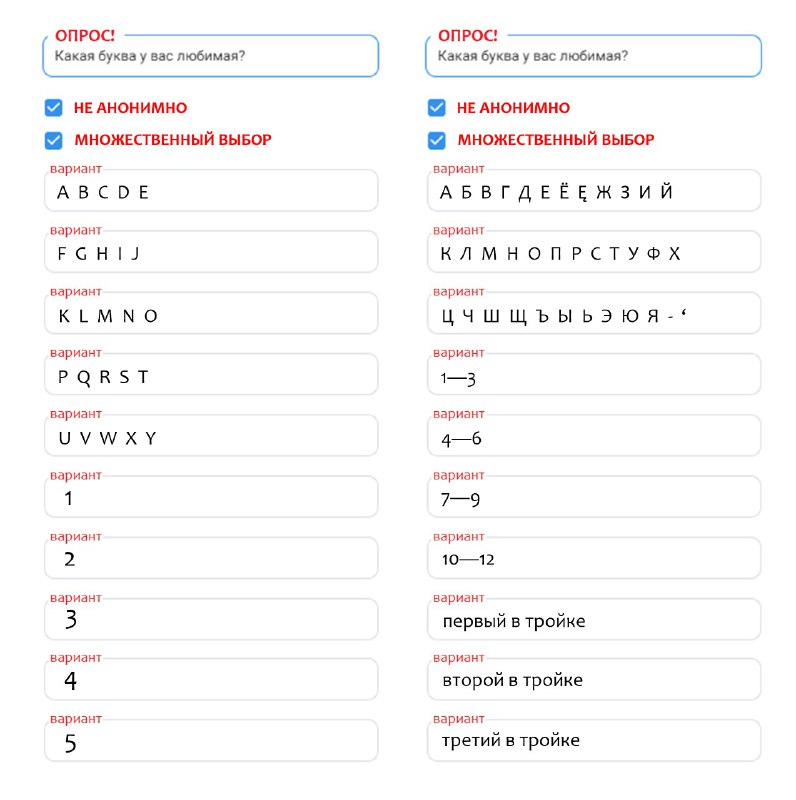 ОПРОС!
Какая буква у вас любимая?
НЕ АНОНИМНО
МНОЖЕСТВЕННЫЙ ВЫБОР
вариант
A B C D E
вариант
F G H I J
вариант
K L M N O
вариант
P Q R S T
вариант
U V W X Y
вариант
1
вариант
2
вариант
3
вариант
4
вариант
5
ОПРОС!
Какая буква у вас любимая?
НЕ АНОНИМНО
МНОЖЕСТВЕННЫЙ ВЫБОР
вариант
А Б В Г Д Е Ё Ę Ж З И Й
вариант
К Л М Н О П Р С Т У Ф Х
вариант
Ц Ч Ш Щ Ъ Ы Ь Э Ю Я - ‘
вариант
1—3
вариант
4—6
вариант
7—9
вариант
10—12
вариант
первый в тройке
вариант
второй в тройке
вариант
третий в тройке